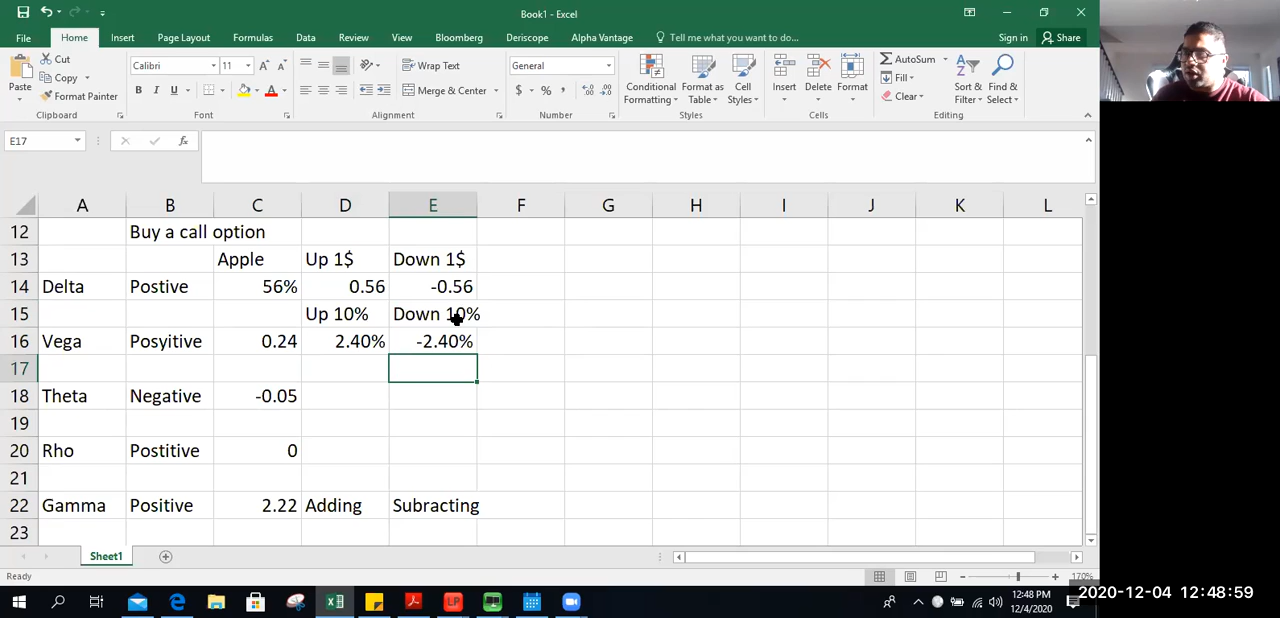 Book1 - Excel
File Home Insert Page Layout Formulas Data Review View Bloomberg Deriscope Alpha Vantage Tell me what you want to do... Sign in Share
Paste
Cut
Copy
Format Painter
Clipboard
Calibri 11
B I U
Font
Wrap Text
Merge & Center
Alignment
General
$ % ,
Number
Conditional Formatting
Format as Table
Cell Styles
Styles
Insert Delete Format
Cells
AutoSum
Fill
Clear
Sort & Filter
Find & Select
Editing
E17
A B C D E F G H I J K L
12 Buy a call option
13 Apple Up 1$ Down 1$
14 Delta Postive 56% 0.56 -0.56
15 Up 10% Down 10%
16 Vega Posyitive 0.24 2.40% -2.40%
17
18 Theta Negative -0.05
19
20 Rho Postitive 0
21
22 Gamma Positive 2.22 Adding Subracting
23
Sheet1
Ready
170%
12:48 PM
12/4/2020
2020-12-04 12:48:59